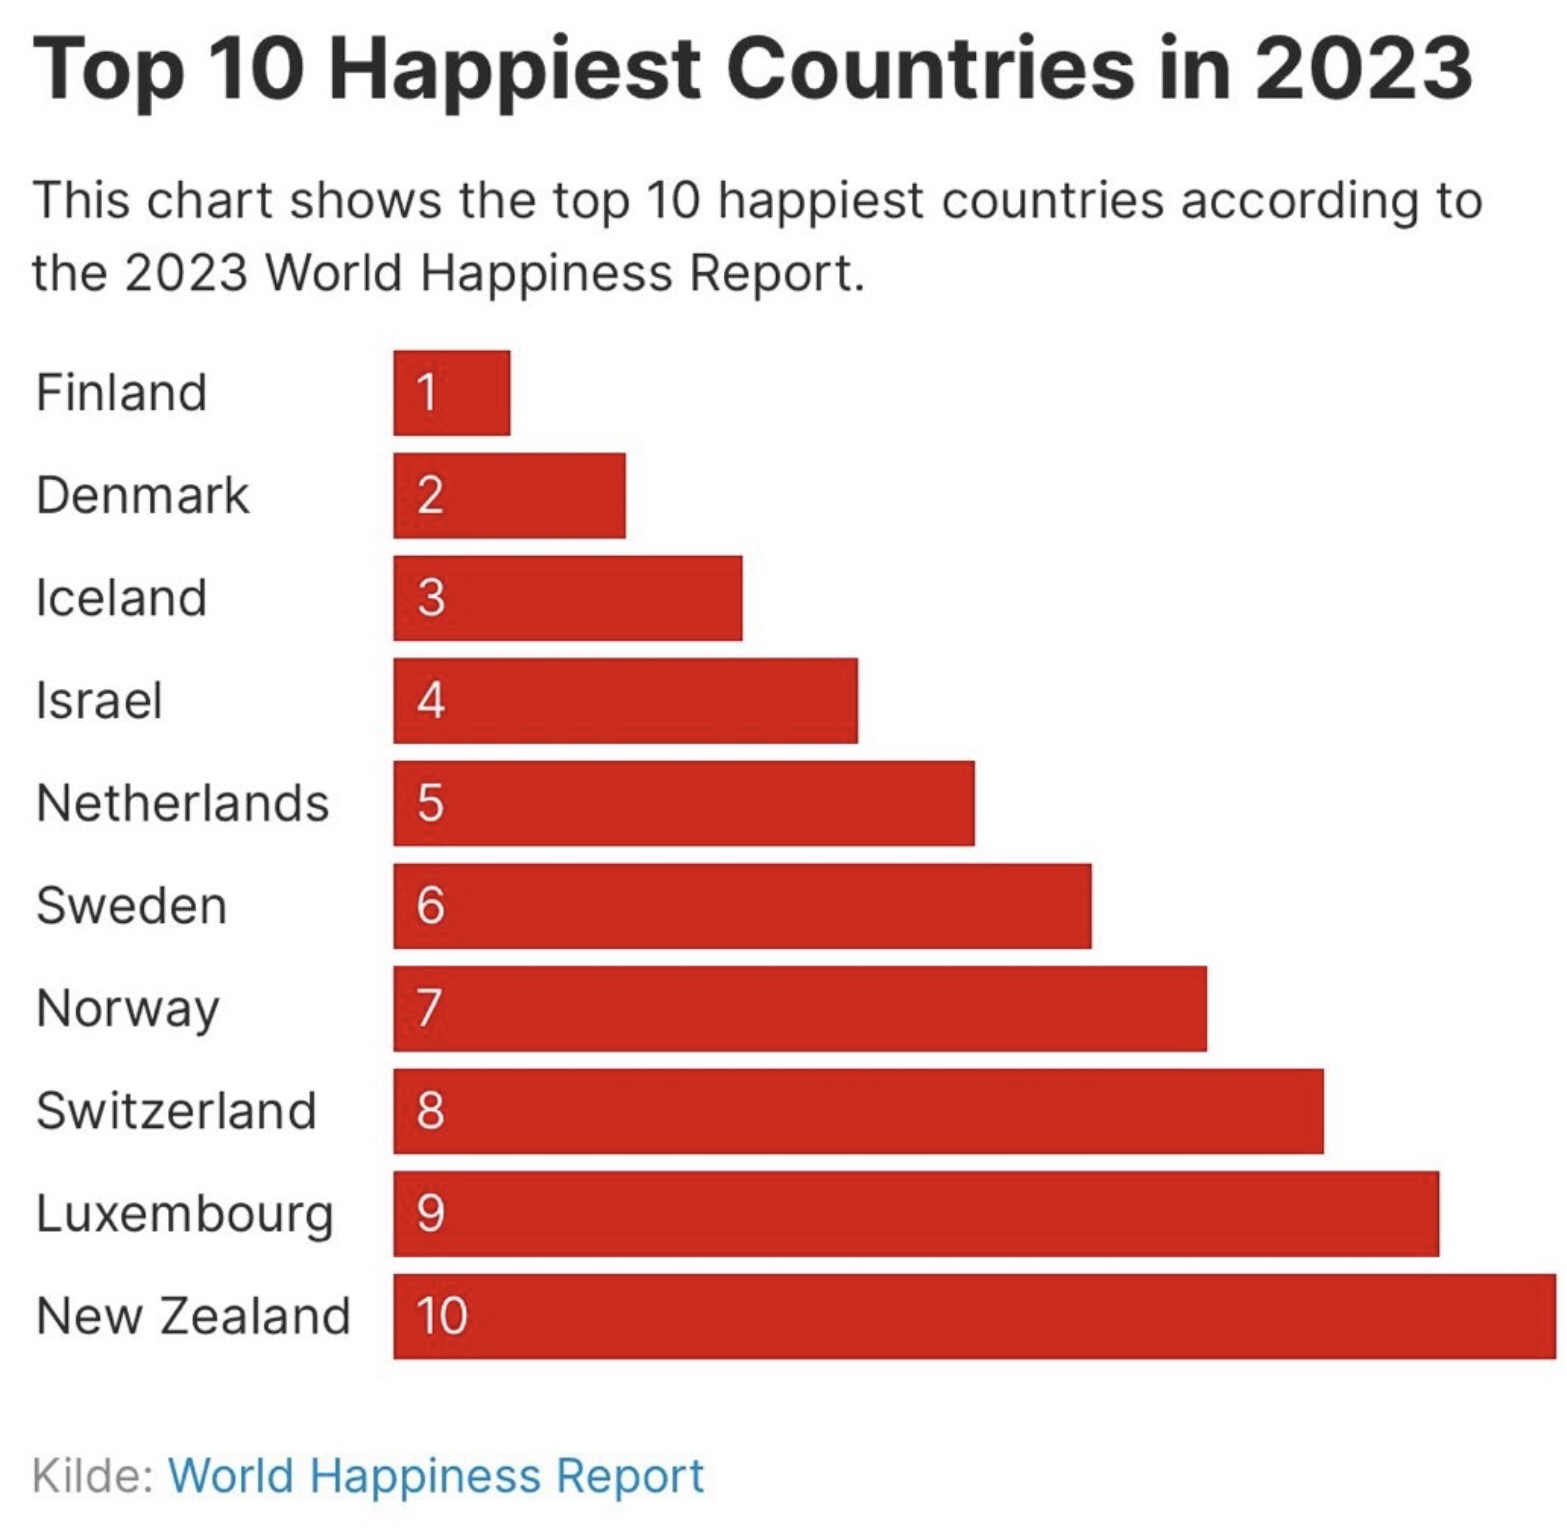 Top 10 Happiest Countries in 2023
This chart shows the top 10 happiest countries according to
the 2023 World Happiness Report.
Finland 1
Denmark 2
Iceland 3
Israel 4
Netherlands 5
Sweden 6
Norway 7
Switzerland 8
Luxembourg 9
New Zealand 10
Kilde: World Happiness Report